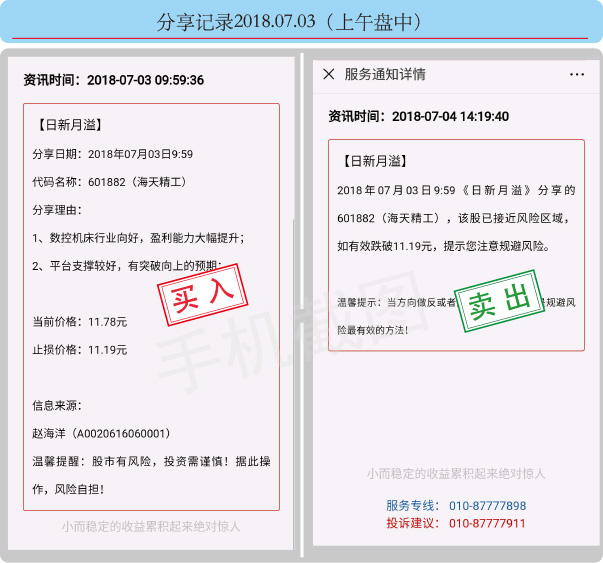 分享记录2018.07.03（上午盘中）
资讯时间：2018-07-03 09:59:36
【日新月溢】
分享日期：2018年07月03日9:59
代码名称：601882（海天精工）
分享理由：
1、数控机床行业向好，盈利能力大幅提升；
2、平台支撑较好，有突破向上的预期；
买入
当前价格：11.78元
止损价格：11.19元
信息来源：
赵海洋（A0020616060001）
温馨提醒：股市有风险，投资需谨慎！据此操
作，风险自担！
小而稳定的收益累积起来绝对惊人
服务通知详情
资讯时间：2018-07-04 14:19:40
【日新月溢】
2018年07月03日9:59《日新月溢》分享的
601882（海天精工），该股已接近风险区域，
如有效跌破11.19元，提示您注意规避风险。
温馨提示：当方向做反或者
规避风
险最有效的方法！
卖出
小而稳定的收益累积起来绝对惊人
服务专线： 010-87777898
投诉建议： 010-87777911
手机截图